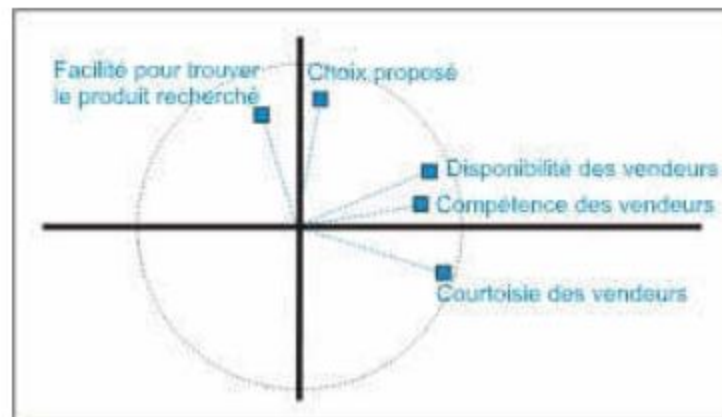 Facilité pour trouver
le produit recherché
Choix proposé
Disponibilité des vendeurs
Compétence des vendeurs
Courtoisie des vendeurs